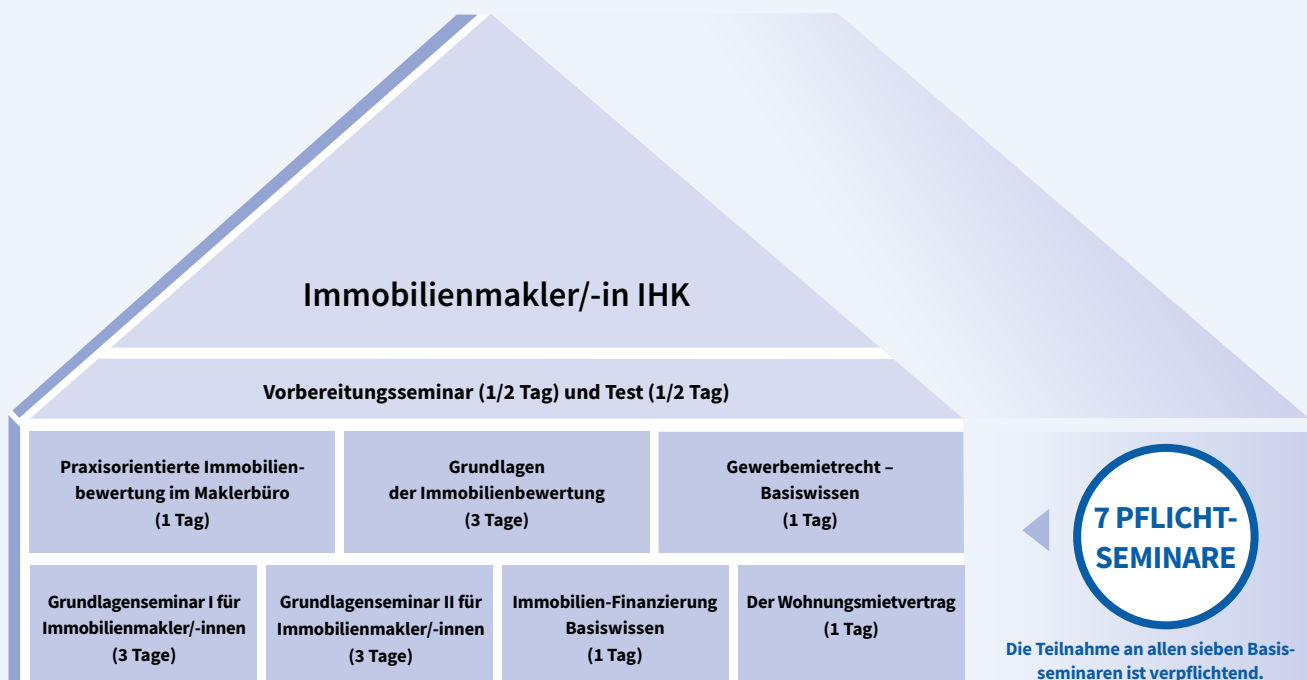 Immobilienmakler/-in IHK
Vorbereitungsseminar (1/2 Tag) und Test (1/2 Tag)
Praxisorientierte Immobilien-
bewertung im Maklerbüro
(1 Tag)
Grundlagen
der Immobilienbewertung
(3 Tage)
Gewerbemietrecht –
Basiswissen
(1 Tag)
Grundlagenseminar I für
Immobilienmakler/-innen
(3 Tage)
Grundlagenseminar II für
Immobilienmakler/-innen
(3 Tage)
Immobilien-Finanzierung
Basiswissen
(1 Tag)
Der Wohnungsmietvertrag
(1 Tag)
7 PFLICHT-
SEMINARE
Die Teilnahme an allen sieben Basis-
seminaren ist verpflichtend.